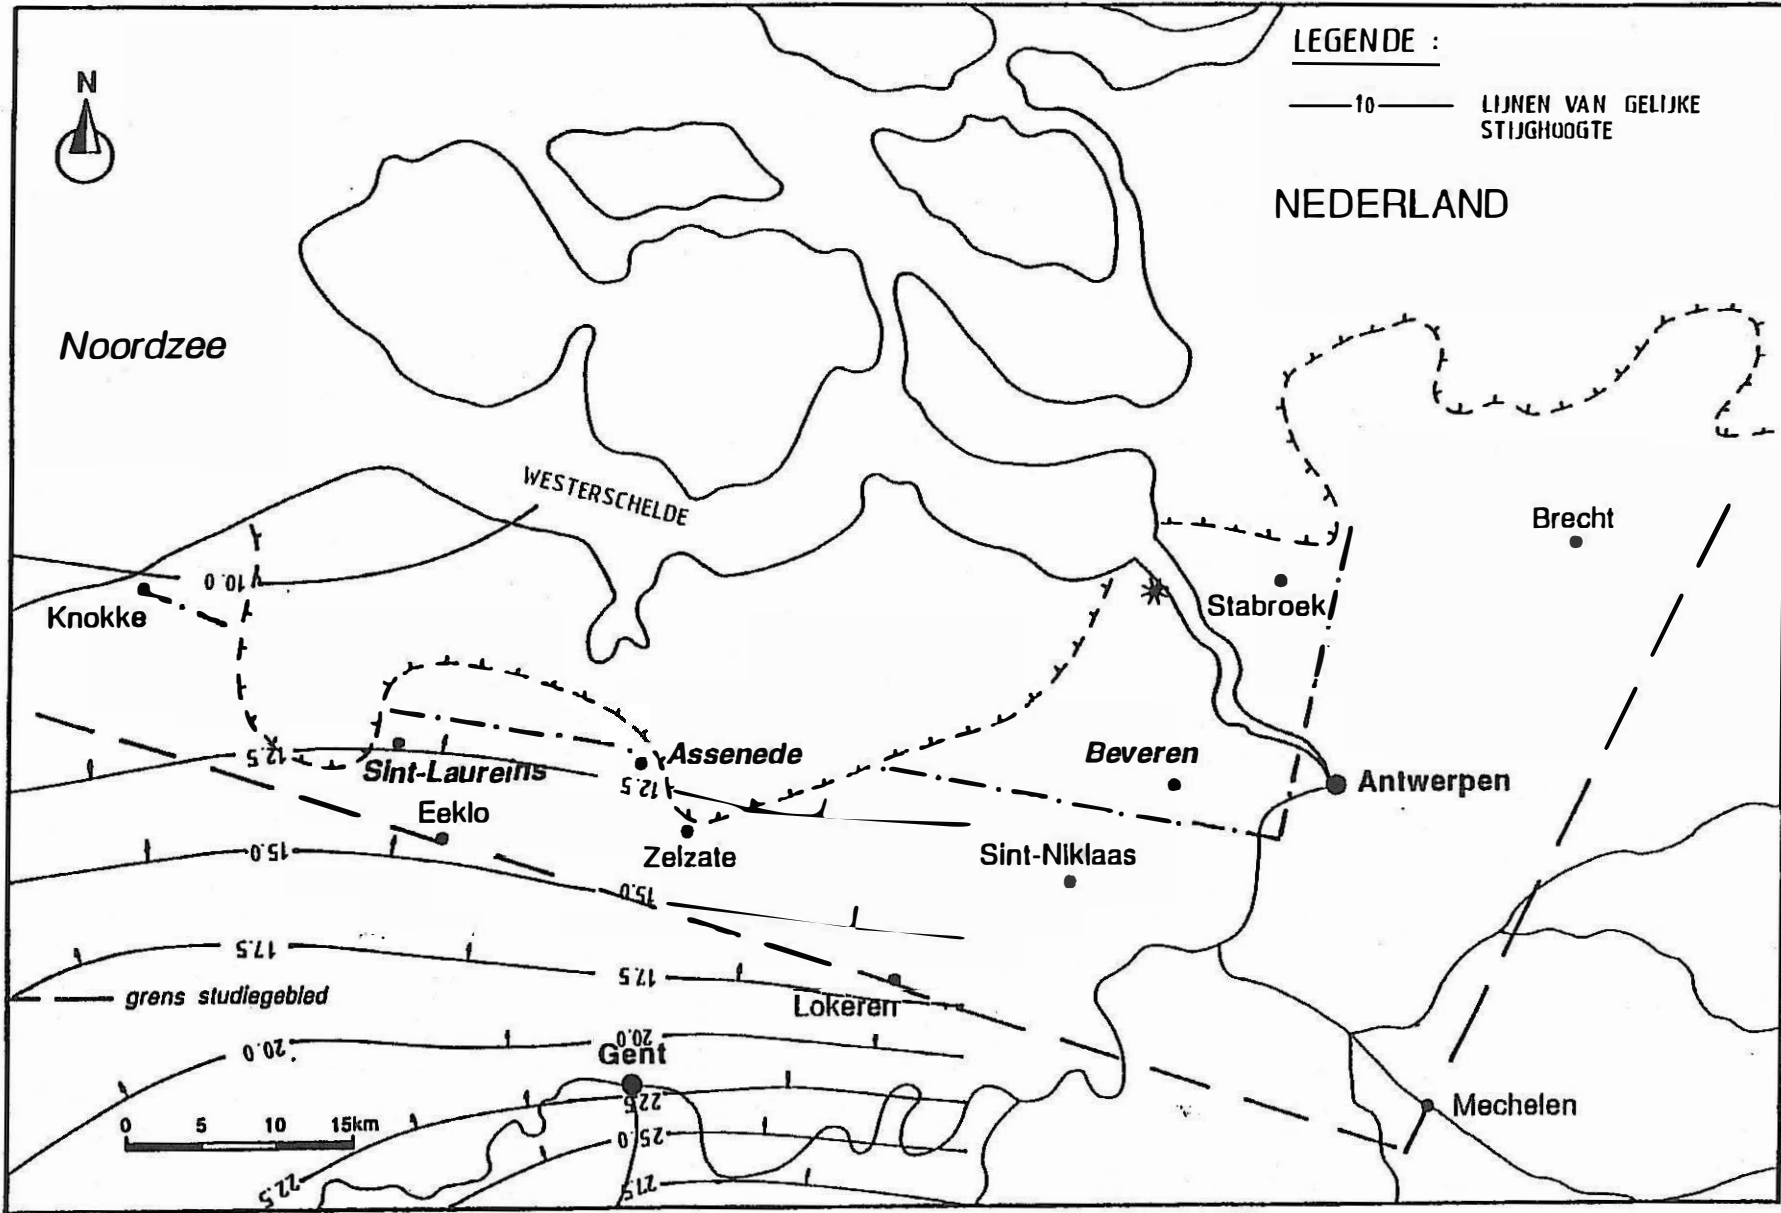 LEGENDE :
10
LIJNEN VAN GELIJKE
STIJGHOOGTE
N
NEDERLAND
Noordzee
WESTERSCHELDE
Brecht
10.0
Knokke
Stabroek
12.5
Sint-Laureins
Assenede
12.5
Beveren
Antwerpen
Eeklo
15.0
Zelzate
Sint-Niklaas
15.0
17.5
17.5
grens studiegebied
Lokeren
20.0
20.0
Gent
22.5
0 5 10 15km
25.0
Mechelen
22.5
27.5